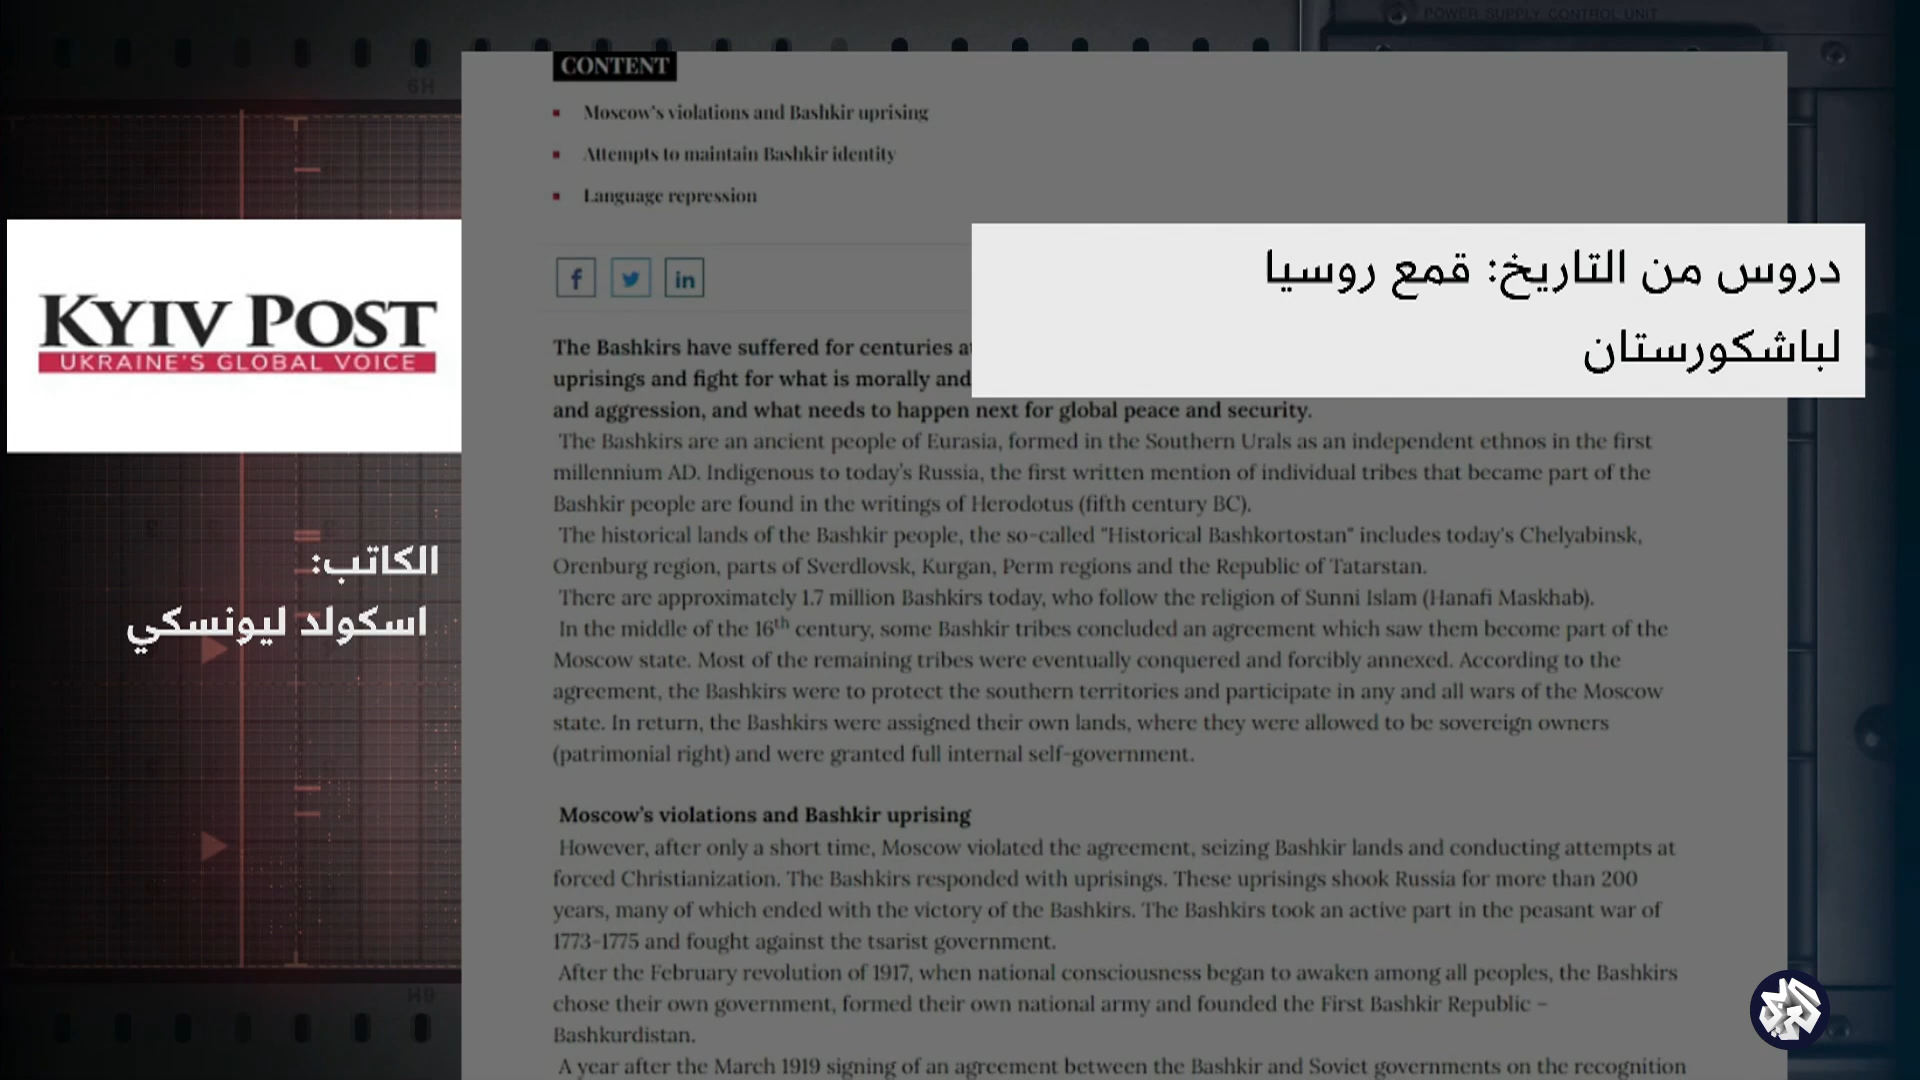 POWER SUPPLY CONTROL UNIT
CONTENT
Moscow's violations and Bashkir uprising
Attempts to maintain Bashkir identity
Language repression
دروس من التاريخ: قمع روسيا
لباشكورستان
KYIV POST
UKRAINE'S GLOBAL VOICE
الكاتب:
اسكولد ليونسكي
The Bashkirs have suffered for centuries
uprisings and fight for what is morally and
and aggression, and what needs to happen next for global peace and security.
The Bashkirs are an ancient people of Eurasia, formed in the Southern Urals as an independent ethnos in the first
millennium AD. Indigenous to today's Russia, the first written mention of individual tribes that became part of the
Bashkir people are found in the writings of Herodotus (fifth century BC).
The historical lands of the Bashkir people, the so-called "Historical Bashkortostan" includes today's Chelyabinsk,
Orenburg region, parts of Sverdlovsk, Kurgan, Perm regions and the Republic of Tatarstan.
There are approximately 1.7 million Bashkirs today, who follow the religion of Sunni Islam (Hanafi Maskhab).
In the middle of the 16th century, some Bashkir tribes concluded an agreement which saw them become part of the
Moscow state. Most of the remaining tribes were eventually conquered and forcibly annexed. According to the
agreement, the Bashkirs were to protect the southern territories and participate in any and all wars of the Moscow
state. In return, the Bashkirs were assigned their own lands, where they were allowed to be sovereign owners
(patrimonial right) and were granted full internal self-government.
Moscow's violations and Bashkir uprising
However, after only a short time, Moscow violated the agreement, seizing Bashkir lands and conducting attempts at
forced Christianization. The Bashkirs responded with uprisings. These uprisings shook Russia for more than 200
years, many of which ended with the victory of the Bashkirs. The Bashkirs took an active part in the peasant war of
1773-1775 and fought against the tsarist government.
After the February revolution of 1917, when national consciousness began to awaken among all peoples, the Bashkirs
chose their own government, formed their own national army and founded the First Bashkir Republic –
Bashkurdistan.
A year after the March 1919 signing of an agreement between the Bashkir and Soviet governments on the recognition